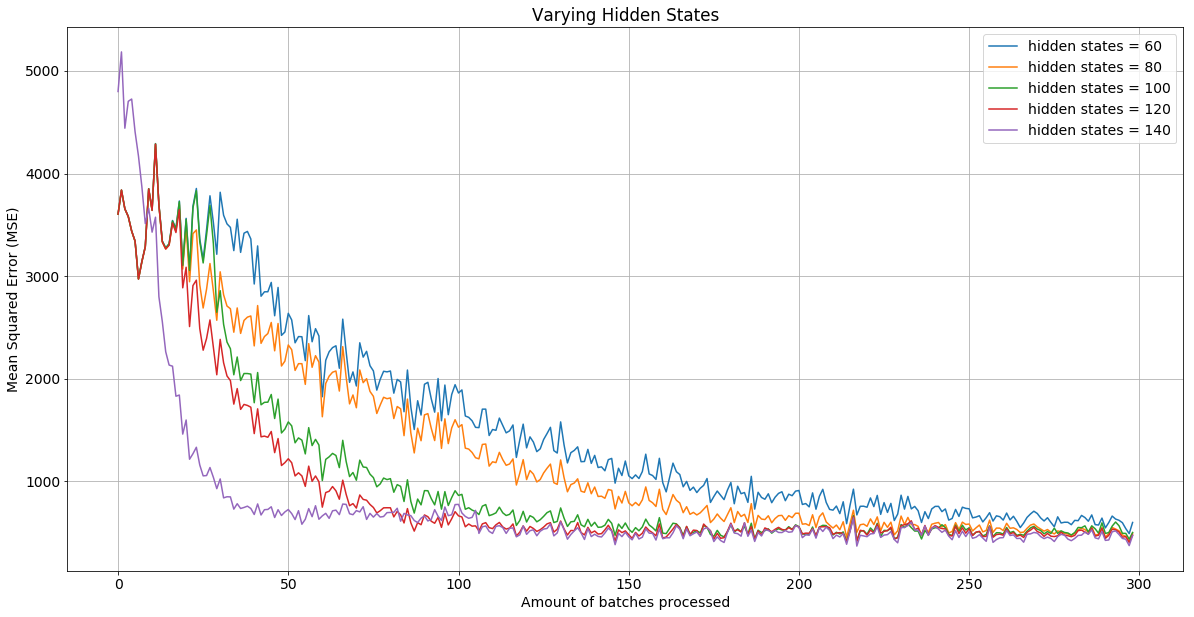 Varying Hidden States
hidden states = 60
hidden states = 80
hidden states = 100
hidden states = 120
hidden states = 140
Mean Squared Error (MSE)
5000
4000
3000
2000
1000
0
50
100
150
200
250
300
Amount of batches processed